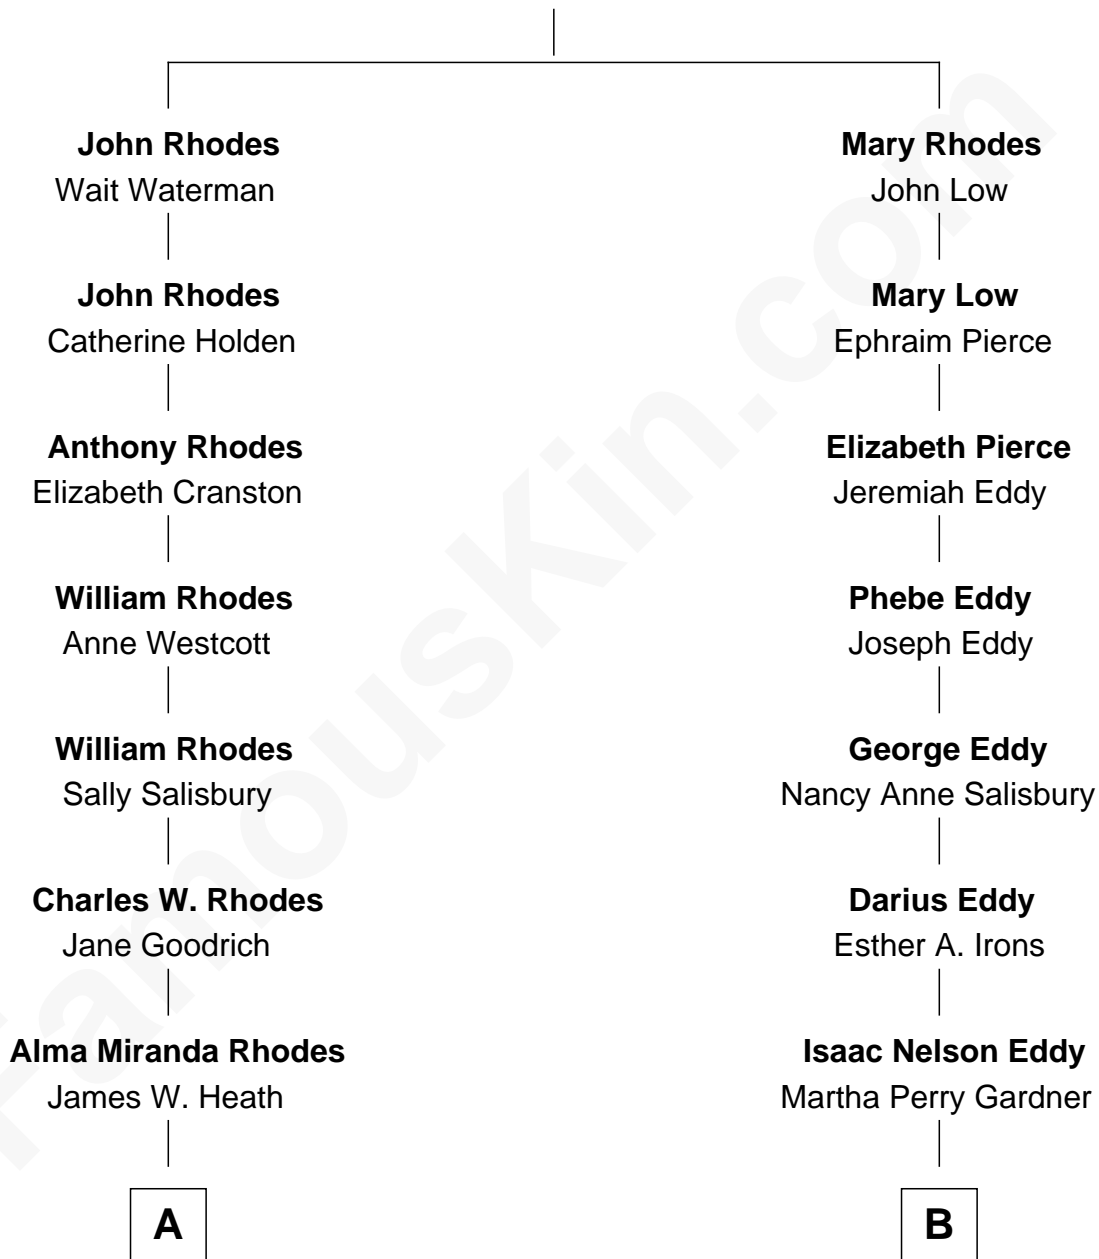 John Rhodes
Wait Waterman
Mary Rhodes
John Low
John Rhodes
Catherine Holden
Mary Low
Ephraim Pierce
Anthony Rhodes
Elizabeth Cranston
Elizabeth Pierce
Jeremiah Eddy
William Rhodes
Anne Westcott
Phebe Eddy
Joseph Eddy
William Rhodes
Sally Salisbury
George Eddy
Nancy Anne Salisbury
Charles W. Rhodes
Jane Goodrich
Darius Eddy
Esther A. Irons
Alma Miranda Rhodes
James W. Heath
Isaac Nelson Eddy
Martha Perry Gardner
A
B
FamousKin.com